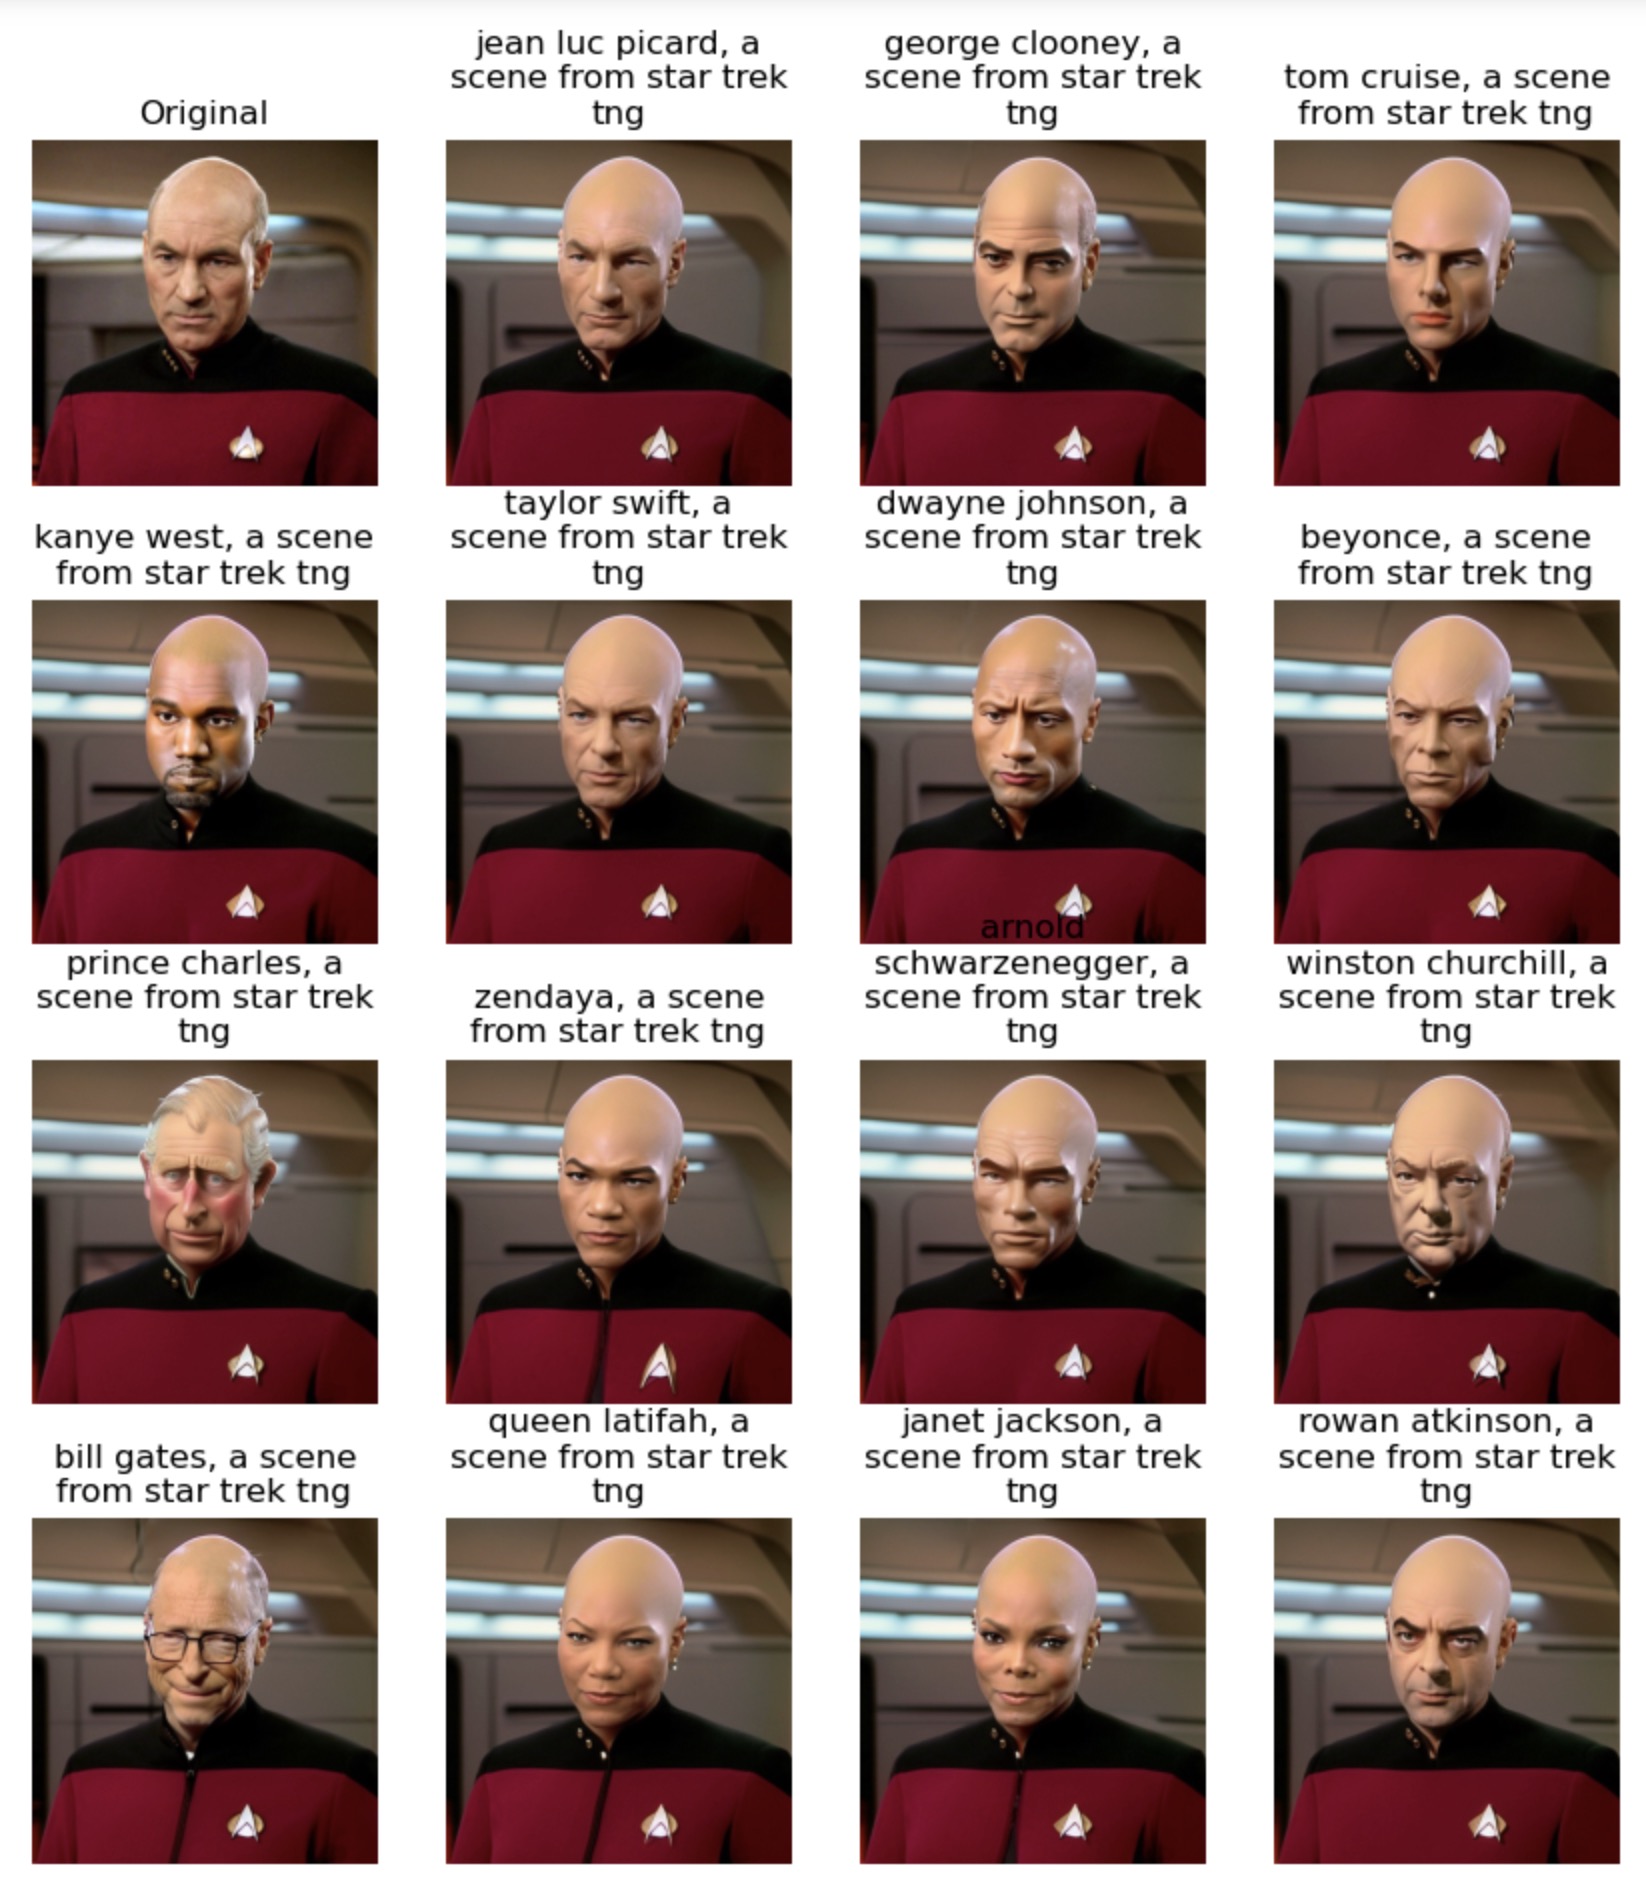 Original
jean luc picard, a
scene from star trek
tng
george clooney, a
scene from star trek
tng
tom cruise, a scene
from star trek tng
kanye west, a scene
from star trek tng
taylor swift, a
scene from star trek
tng
dwayne johnson, a
scene from star trek
tng
beyonce, a scene
from star trek tng
prince charles, a
scene from star trek
tng
zendaya, a scene
from star trek tng
arnold
schwarzenegger, a
scene from star trek
tng
winston churchill, a
scene from star trek
tng
bill gates, a scene
from star trek tng
queen latifah, a
scene from star trek
tng
janet jackson, a
scene from star trek
tng
rowan atkinson, a
scene from star trek
tng